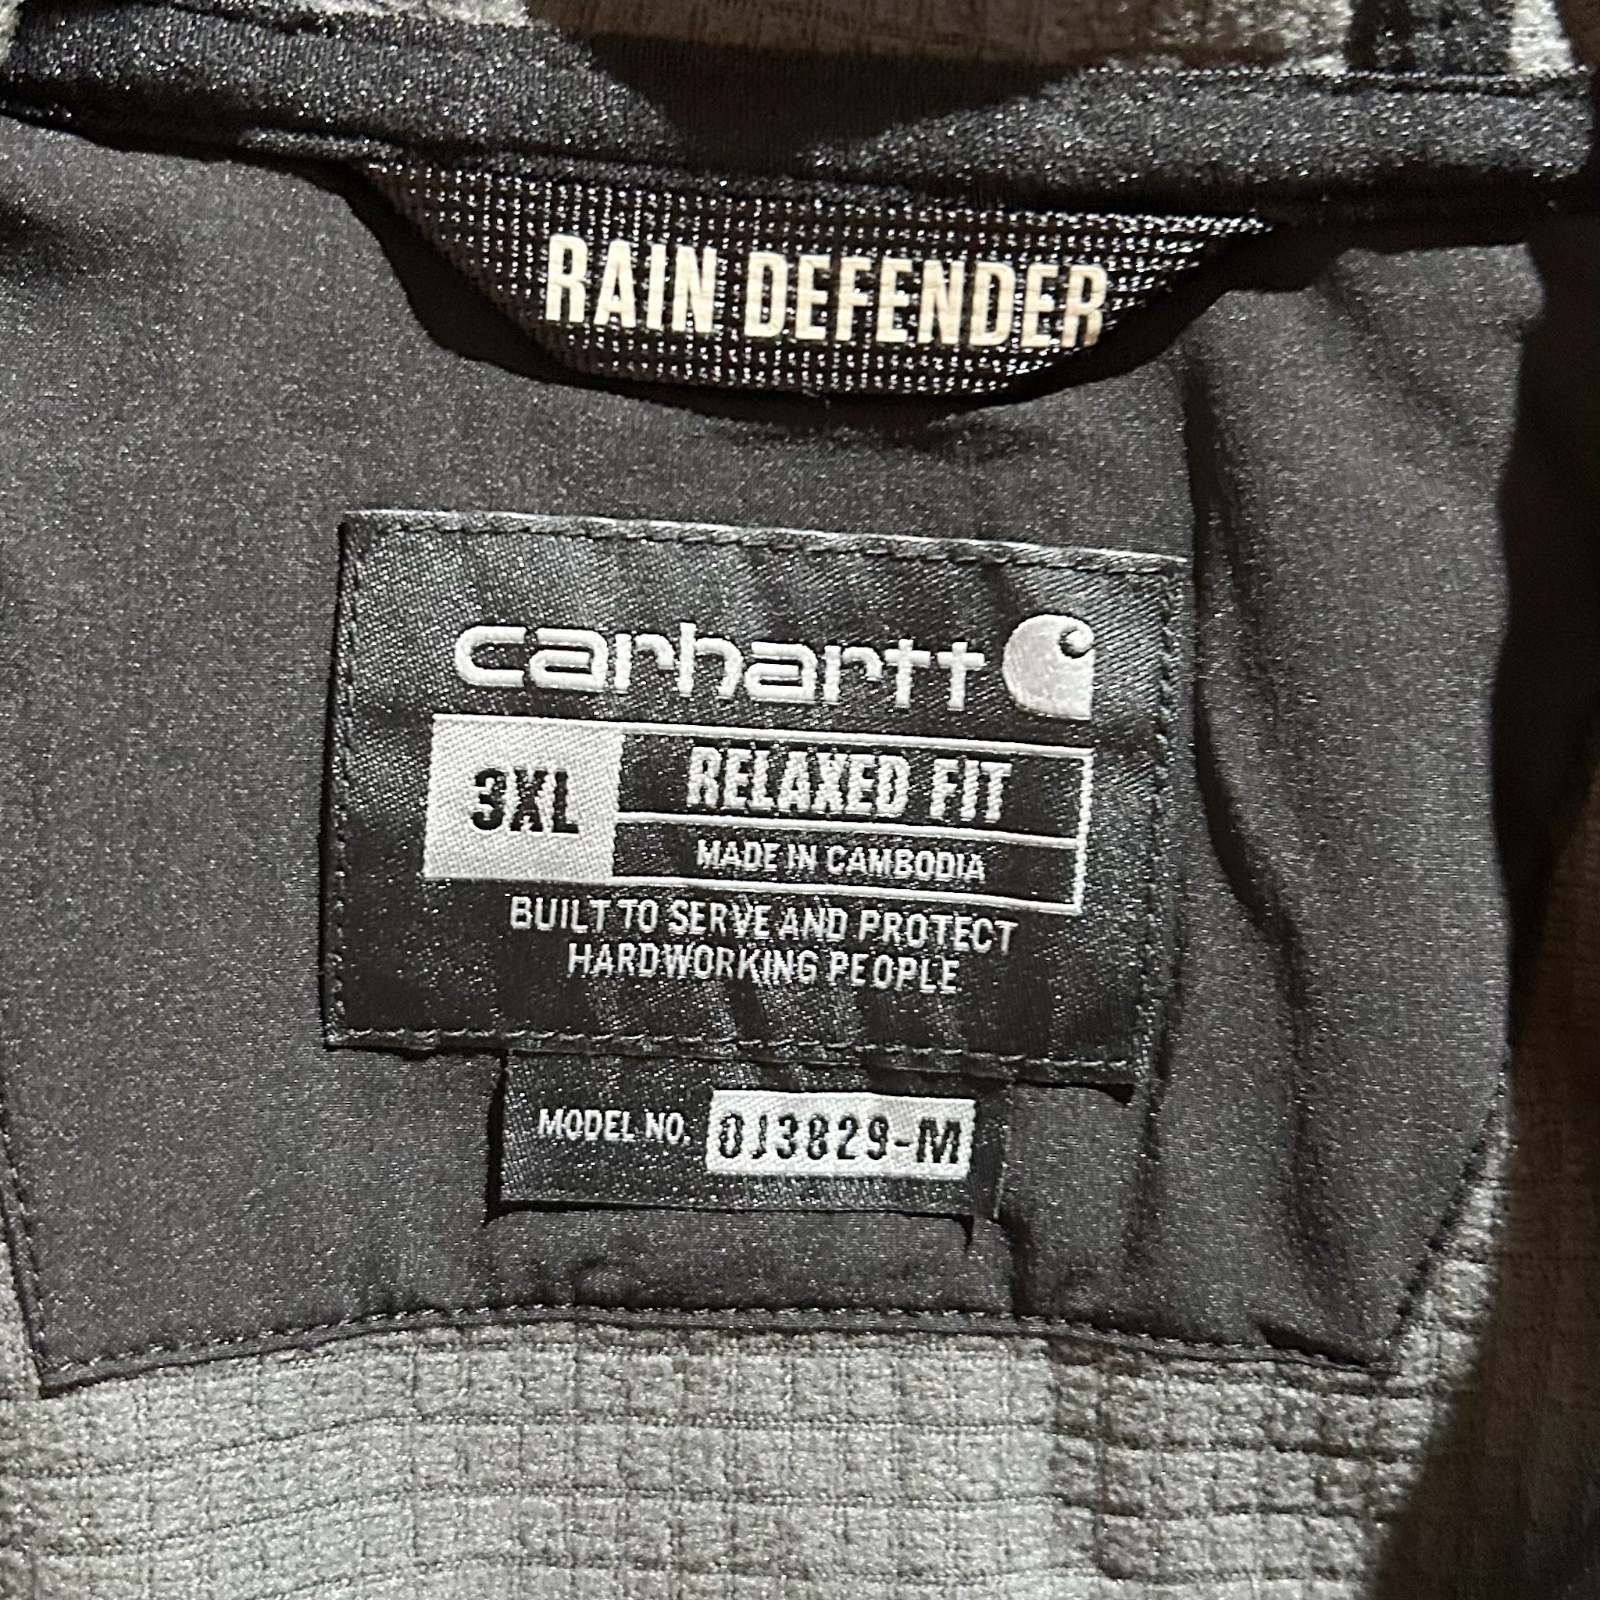 RAIN DEFENDER
carhartt
3XL
RELAXED FIT
MADE IN CAMBODIA
BUILT TO SERVE AND PROTECT
HARDWORKING PEOPLE
MODEL NO. OJ3829-M